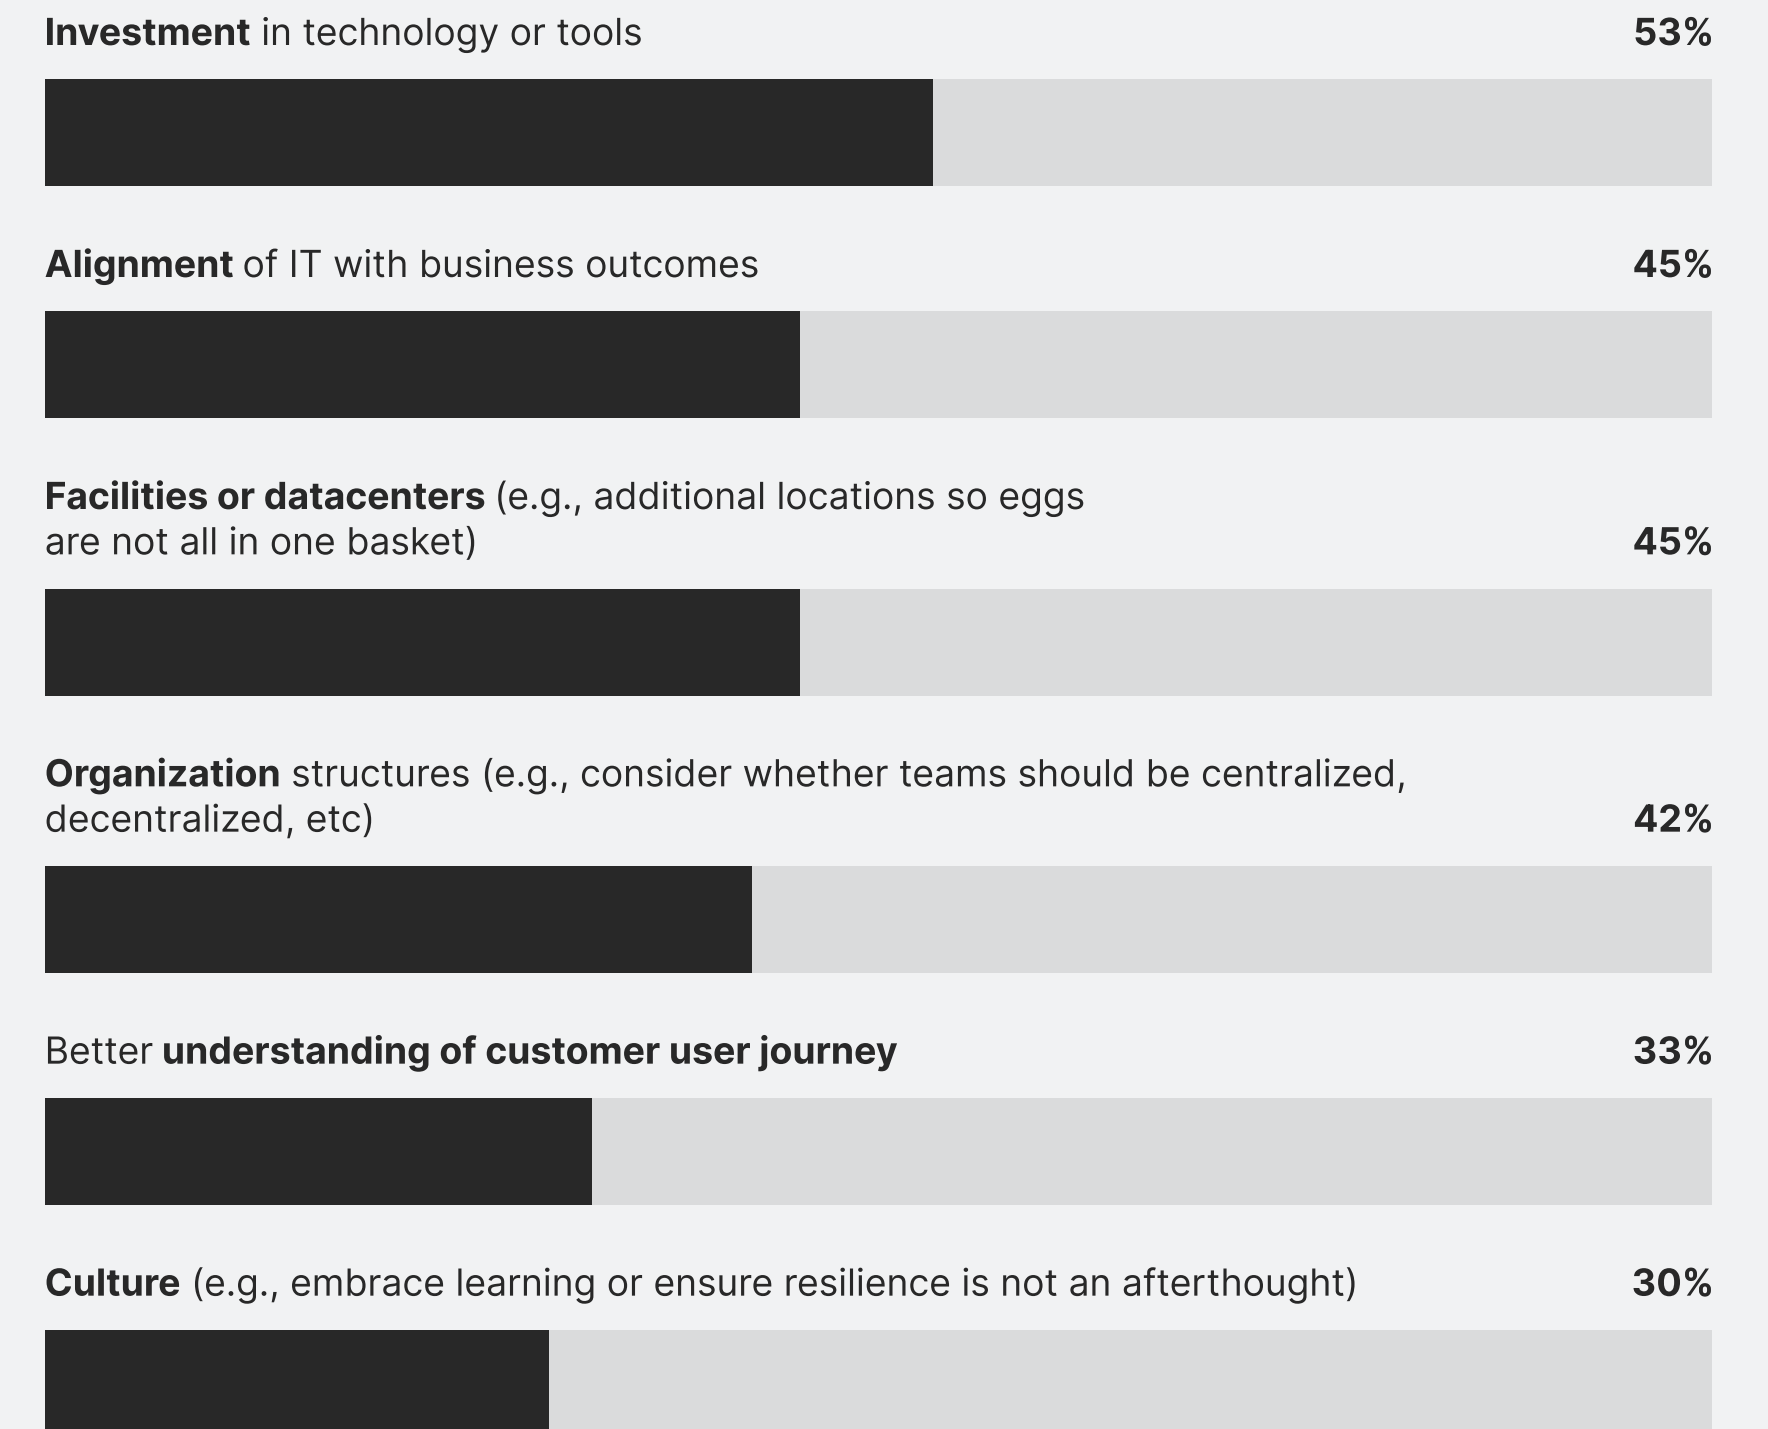 Investment in technology or tools 53%
Alignment of IT with business outcomes 45%
Facilities or datacenters (e.g., additional locations so eggs
are not all in one basket) 45%
Organization structures (e.g., consider whether teams should be centralized,
decentralized, etc) 42%
Better understanding of customer user journey 33%
Culture (e.g., embrace learning or ensure resilience is not an afterthought) 30%